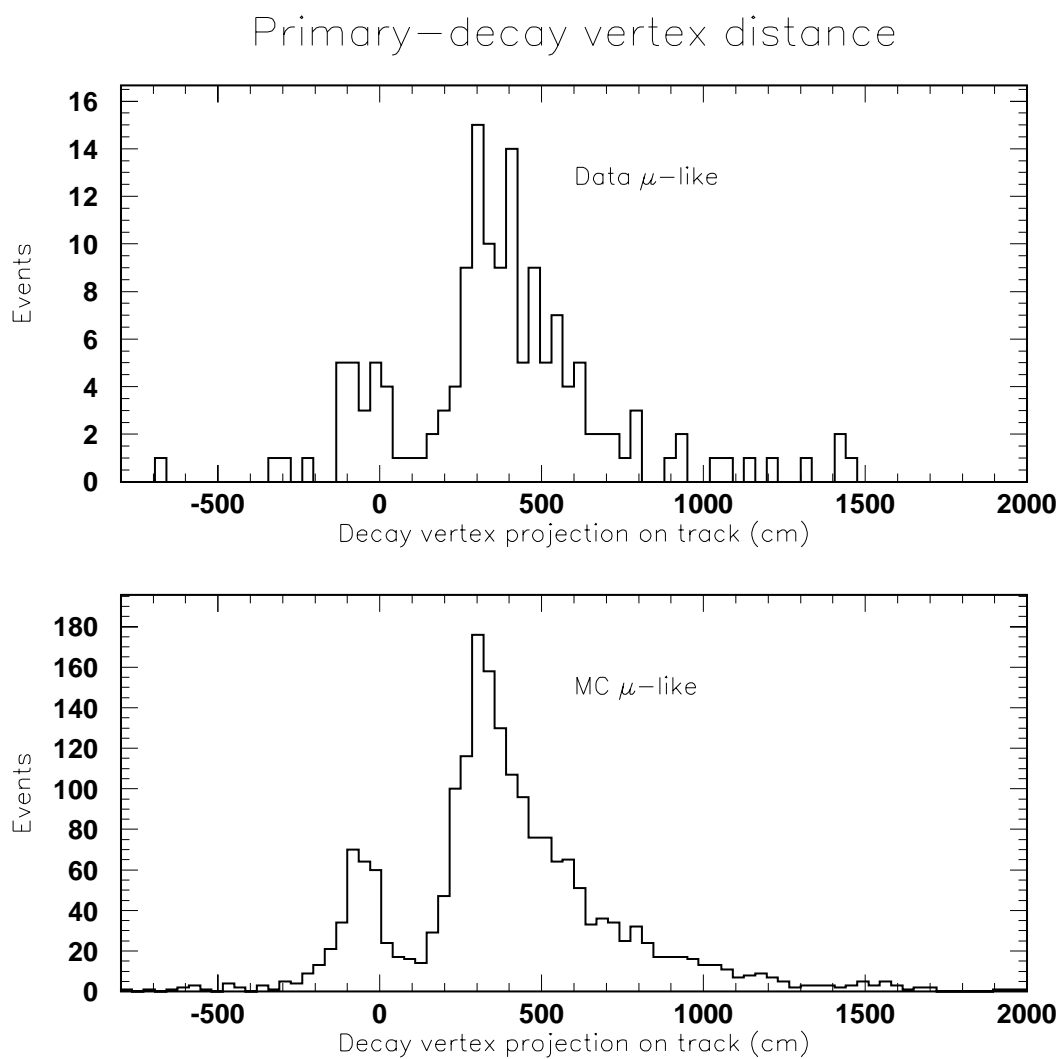 Primary-decay vertex distance
16
14
12
10
8
6
4
2
0
Events
Data μ-like
-500 0 500 1000 1500 2000
Decay vertex projection on track (cm)
180
160
140
120
100
80
60
40
20
0
Events
MC μ-like
-500 0 500 1000 1500 2000
Decay vertex projection on track (cm)